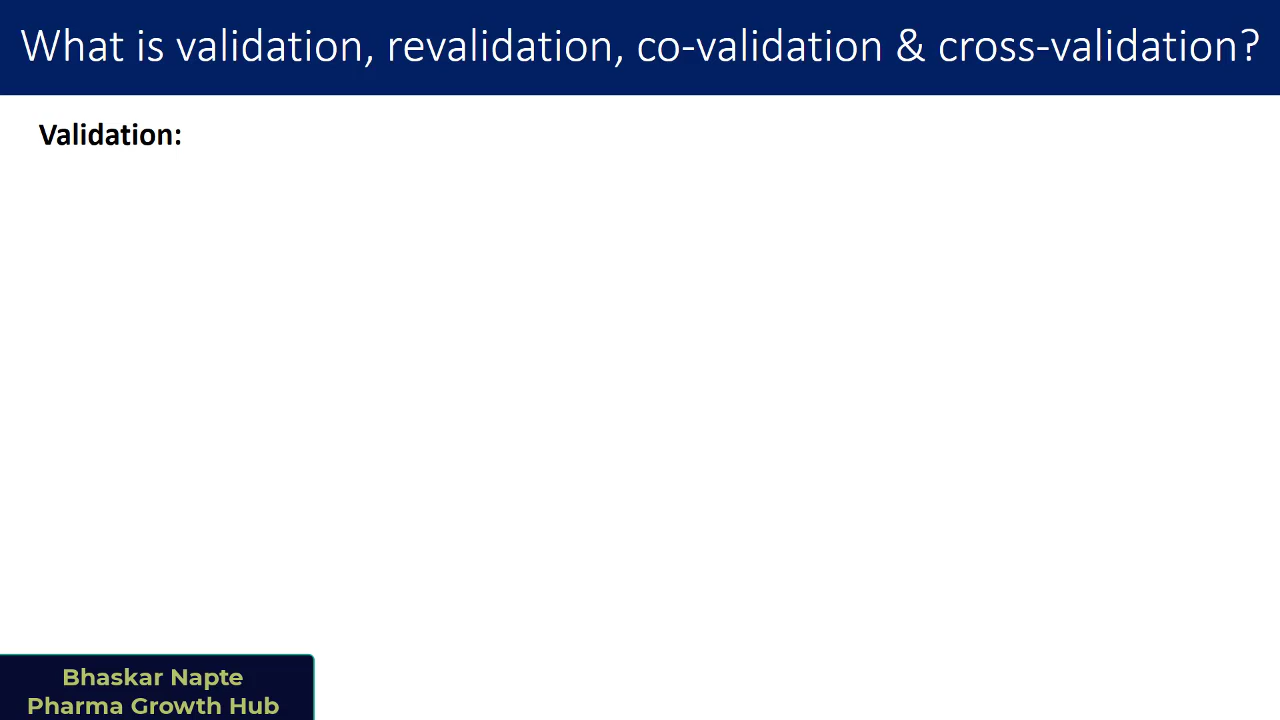 What is validation, revalidation, co-validation & cross-validation?
Validation:
Bhaskar Napte
Pharma Growth Hub